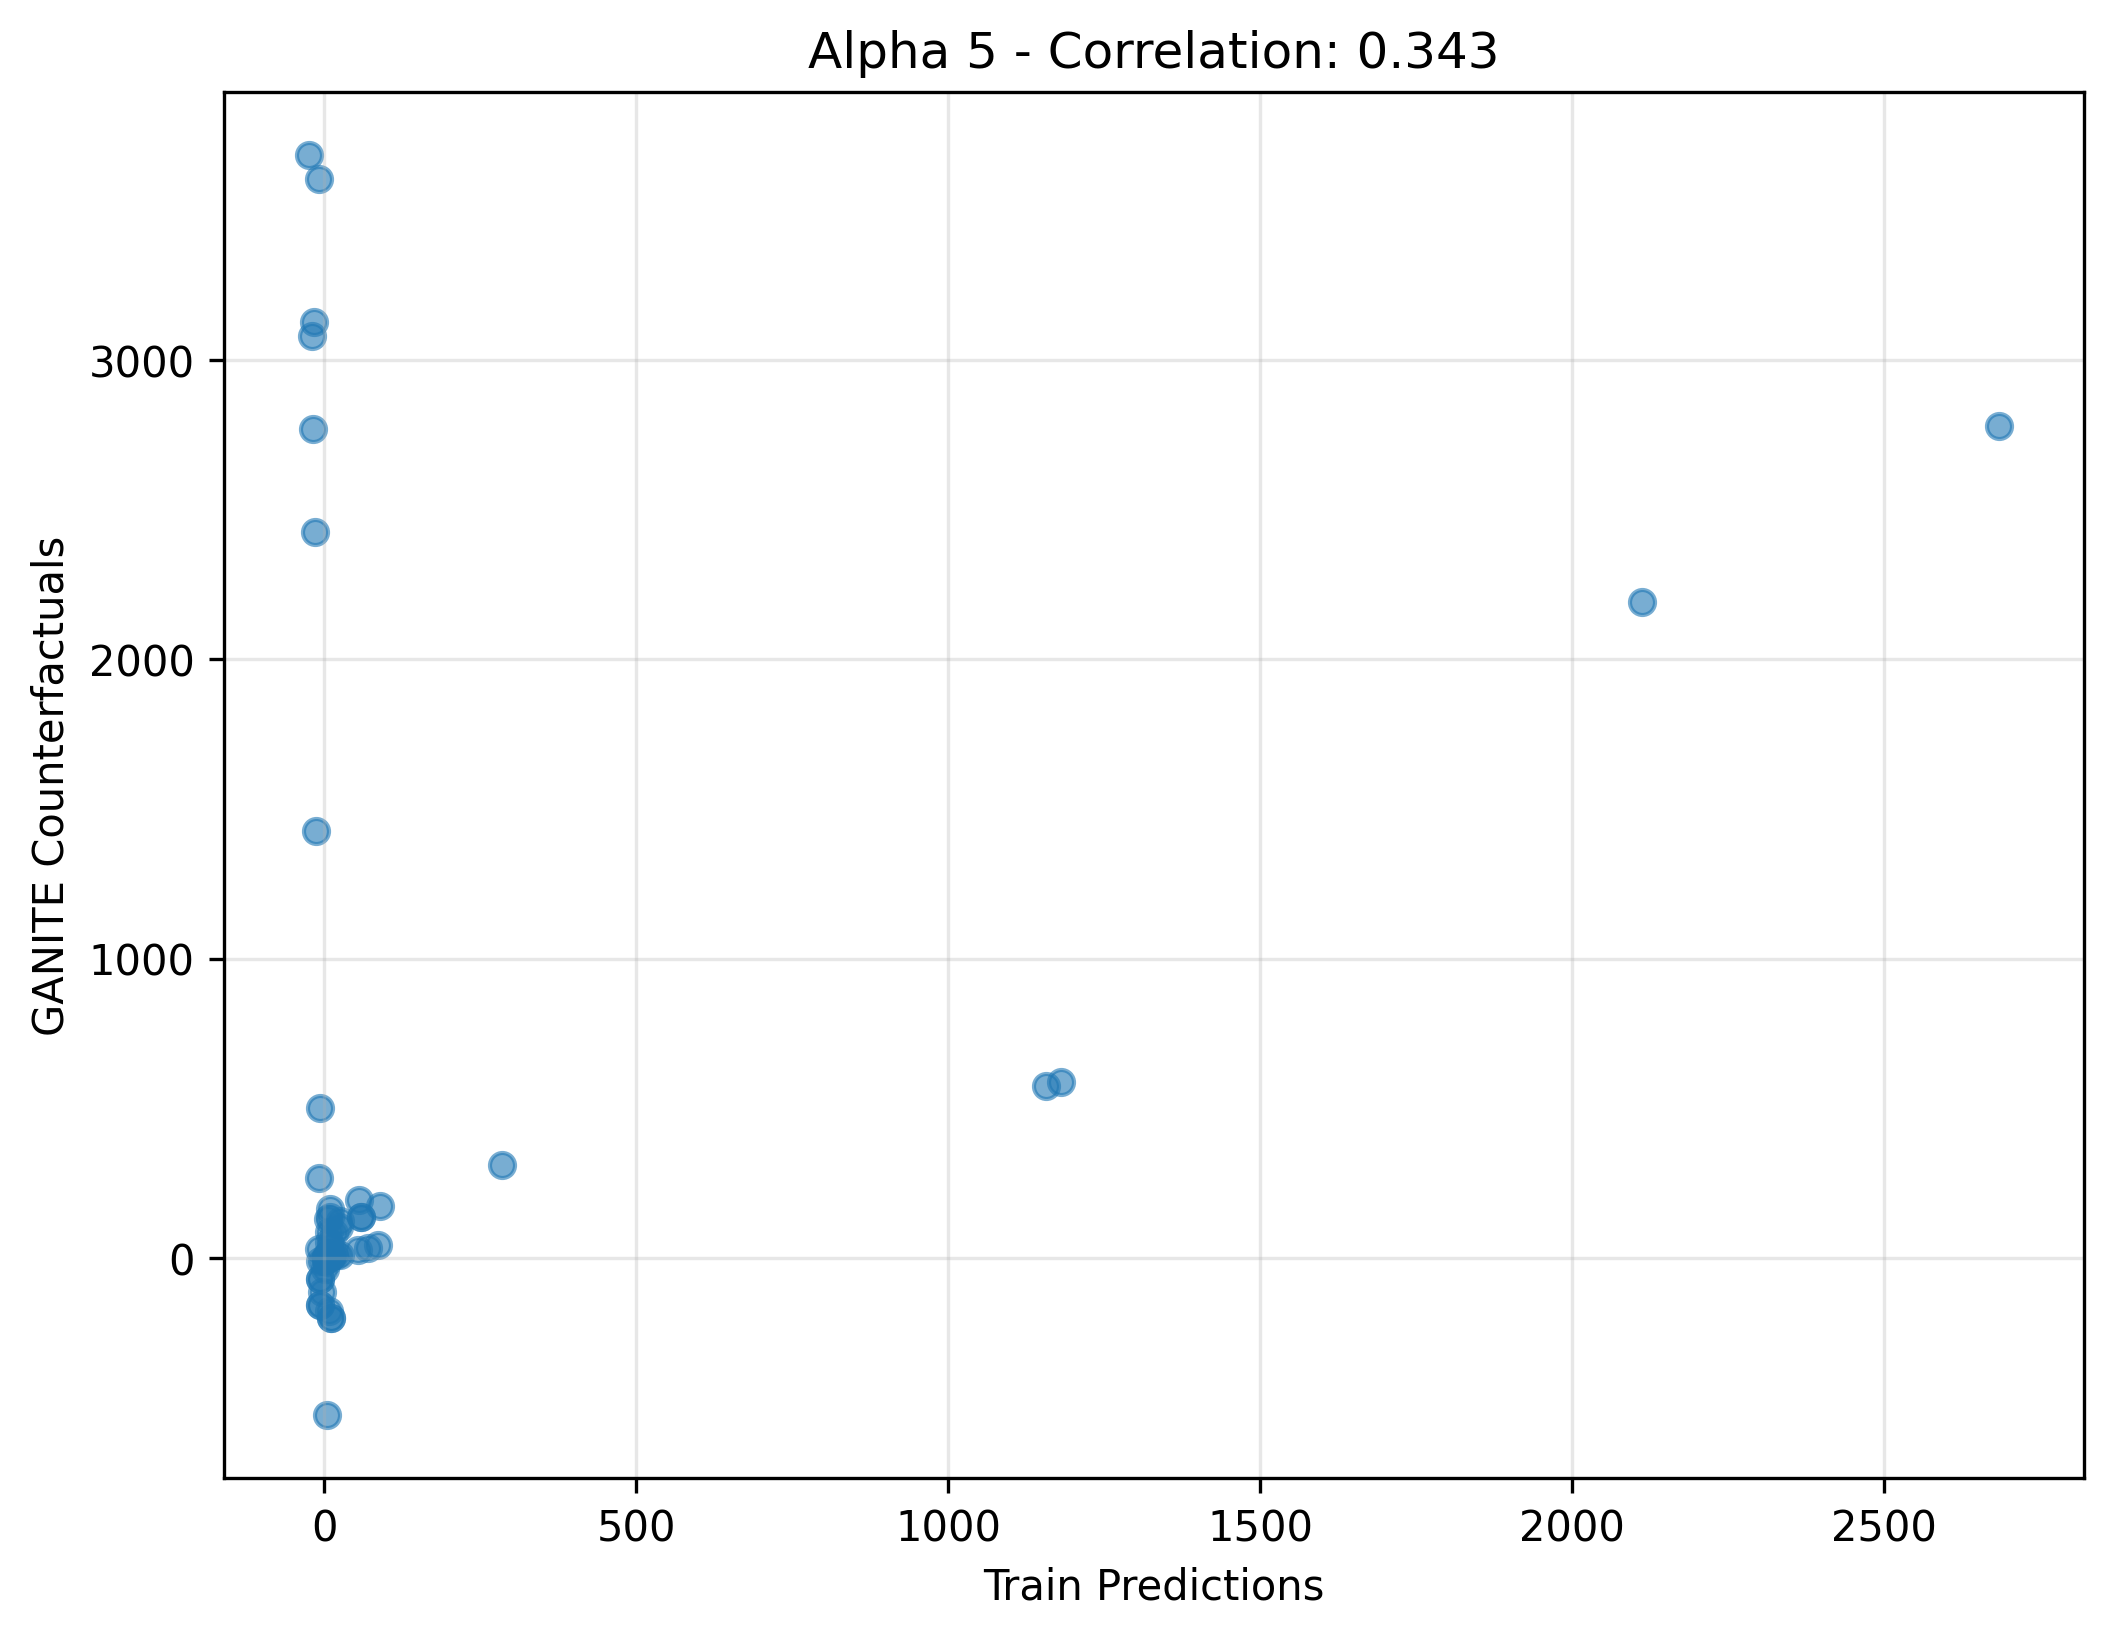 Alpha 5 - Correlation: 0.343
GANITE Counterfactuals
3000
2000
1000
0
0 500 1000 1500 2000 2500
Train Predictions